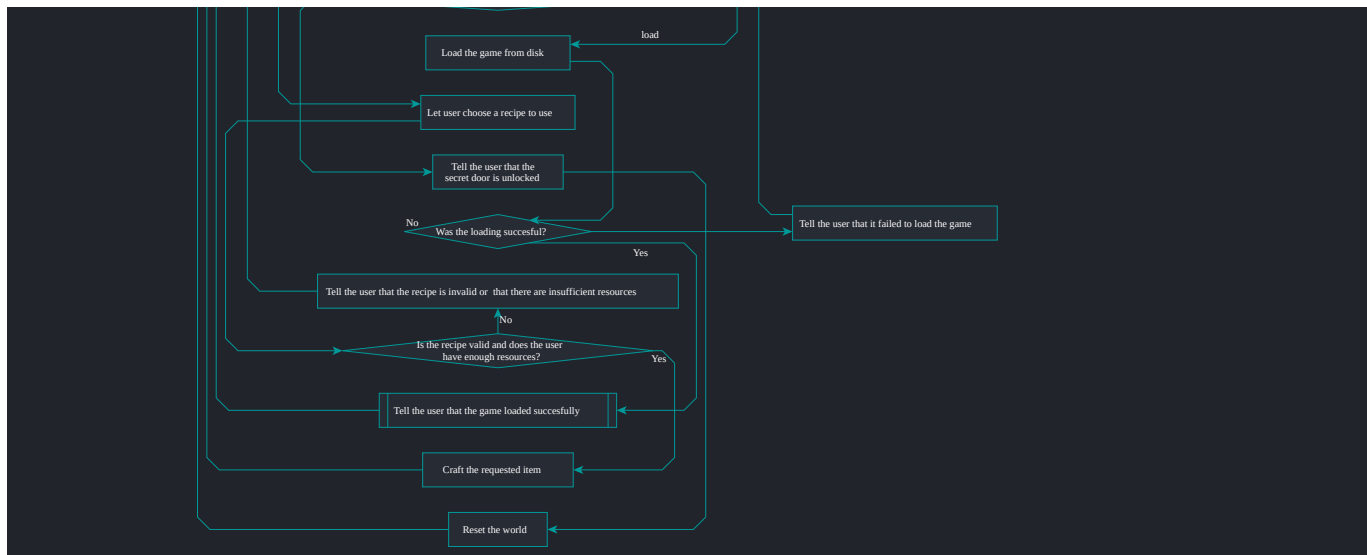 load
Load the game from disk
Let user choose a recipe to use
Tell the user that the
secret door is unlocked
No
Tell the user that it failed to load the game
Was the loading succesful?
Yes
Tell the user that the recipe is invalid or  that there are insufficient resources
No
Is the recipe valid and does the user
have enough resources?
Yes
Tell the user that the game loaded succesfully
Craft the requested item
Reset the world